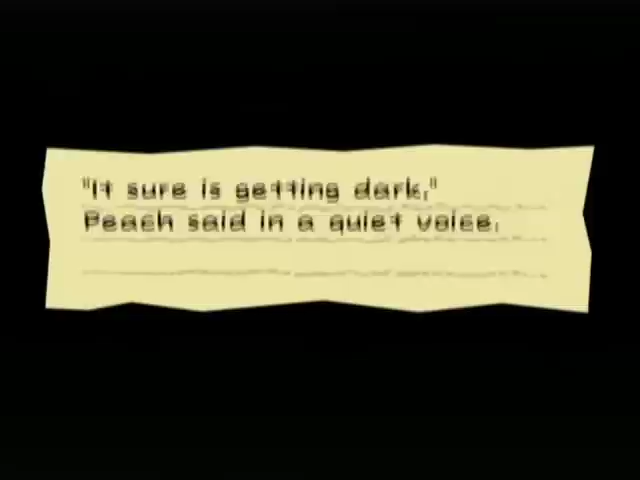 "It sure is getting dark,"
Peach said in a quiet voice.